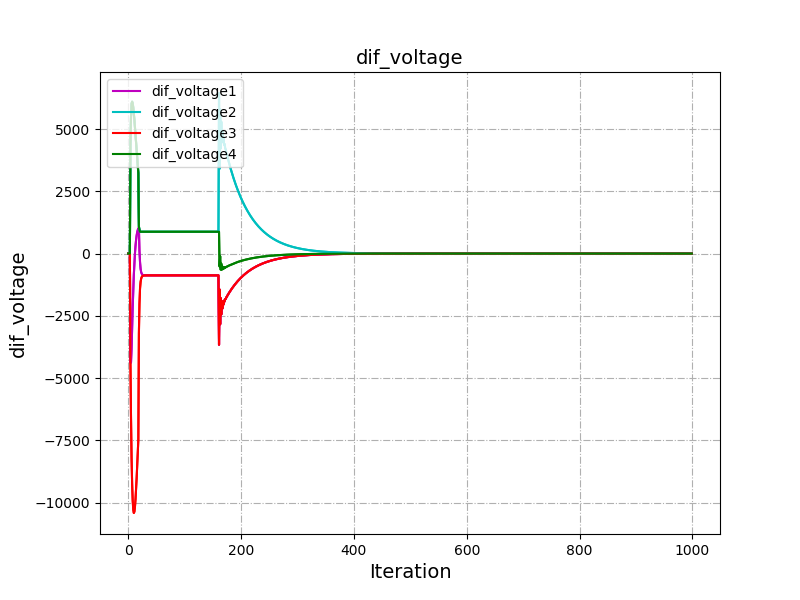 dif_voltage
dif_voltage1
dif_voltage2
dif_voltage3
dif_voltage4
5000
2500
0
−2500
−5000
−7500
−10000
dif_voltage
0 200 400 600 800 1000
Iteration